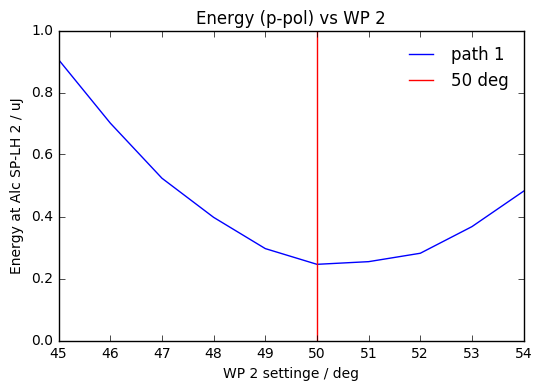 Energy (p-pol) vs WP 2
1.0
0.8
0.6
0.4
0.2
0.0
Energy at Alc SP-LH 2 / uJ
path 1
50 deg
45 46 47 48 49 50 51 52 53 54
WP 2 settinge / deg